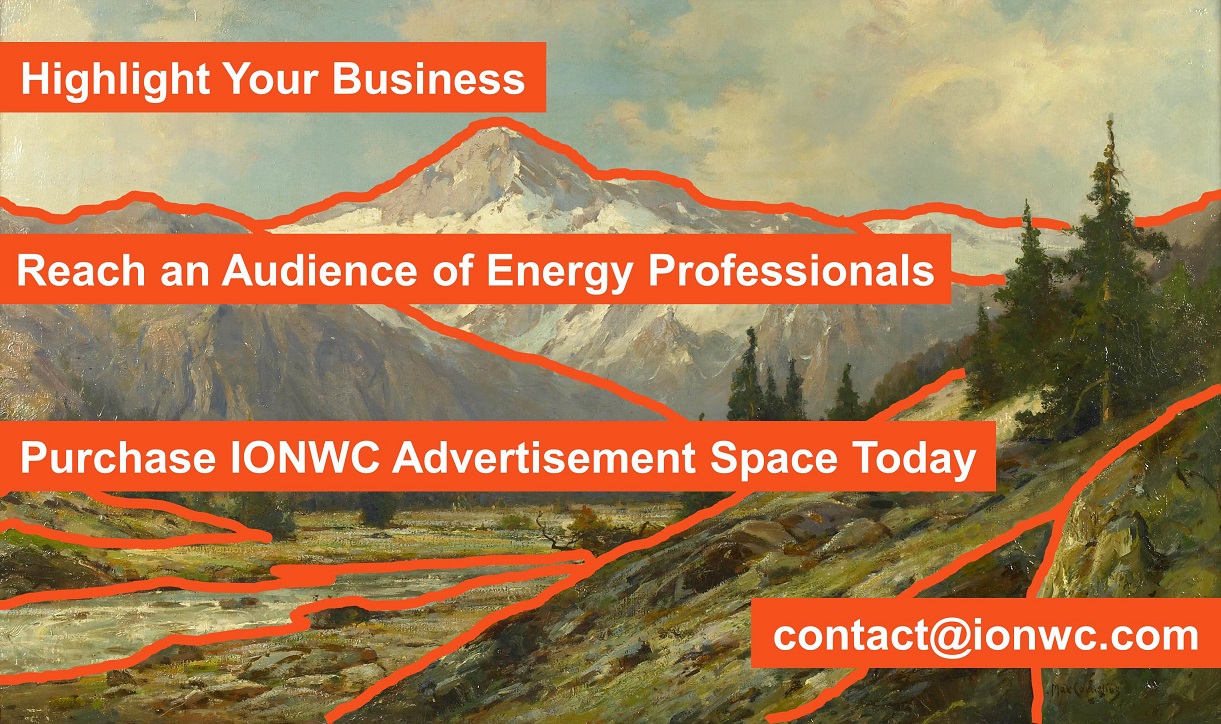 Highlight Your Business
Reach an Audience of Energy Professionals
Purchase IONWC Advertisement Space Today
contact@ionwc.com